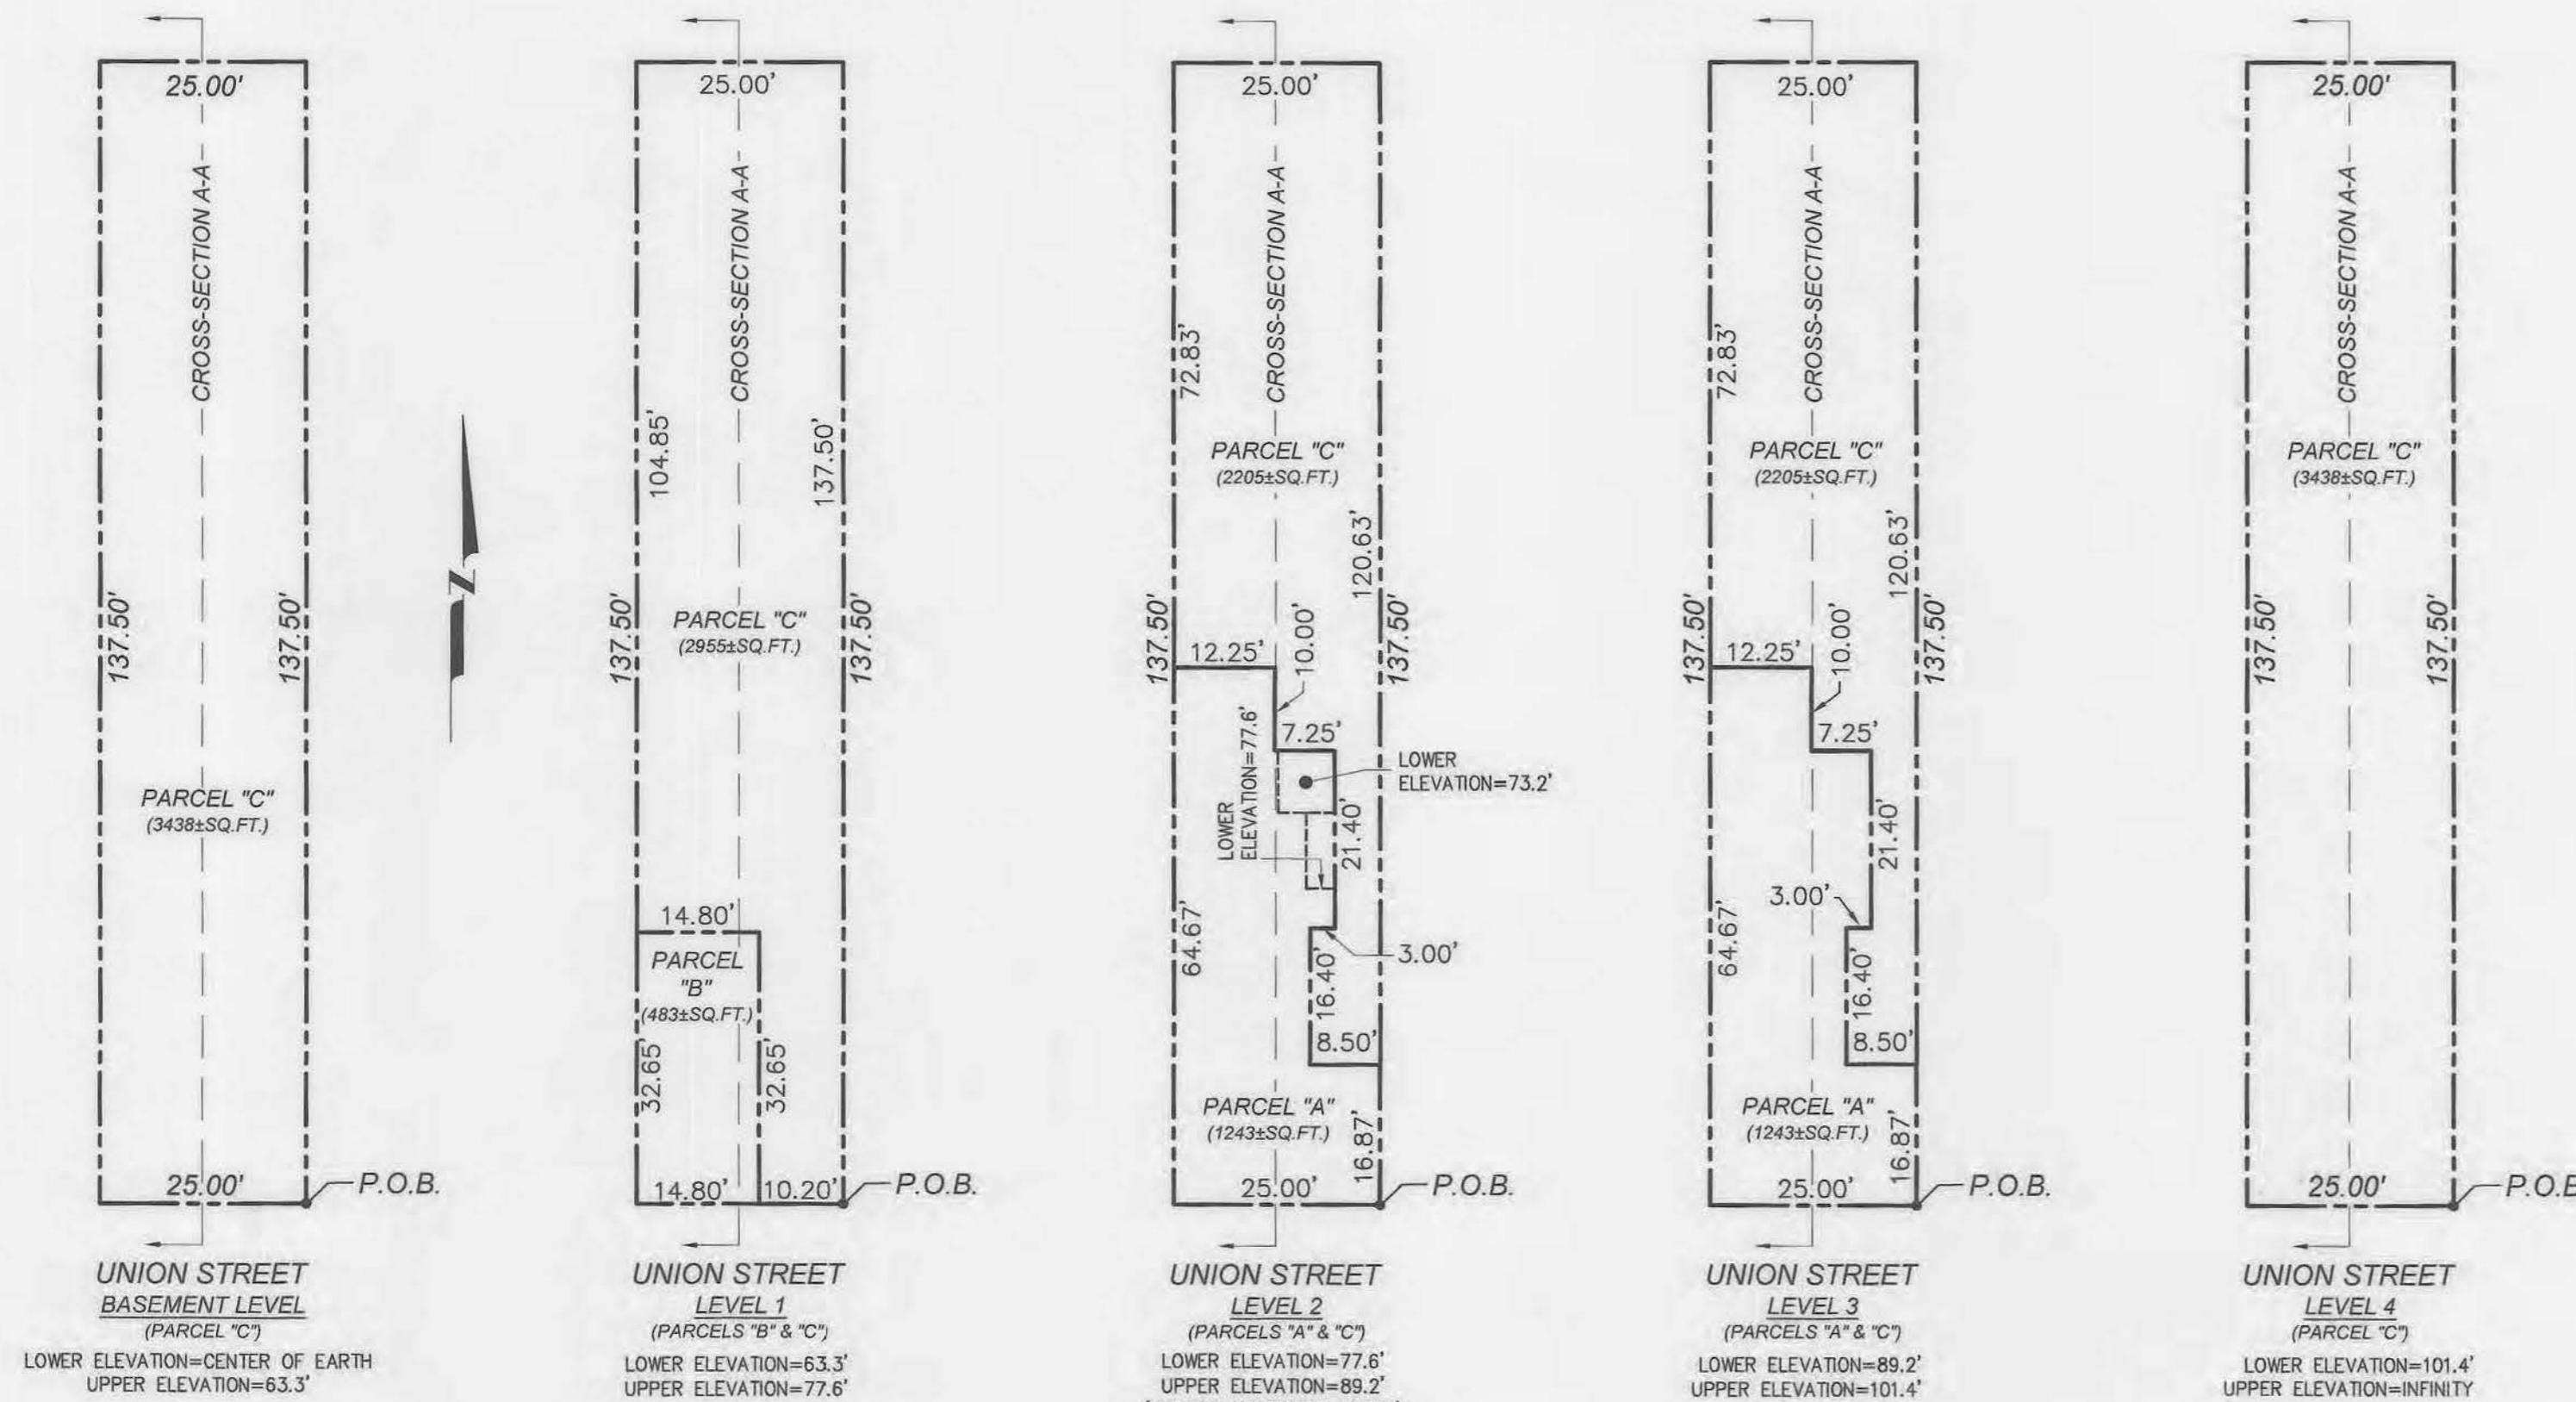 25.00'
CROSS-SECTION A-A
137.50'
137.50'
PARCEL "C"
(3438±SQ.FT.)
25.00'
P.O.B.
UNION STREET
BASEMENT LEVEL
(PARCEL "C")
LOWER ELEVATION=CENTER OF EARTH
UPPER ELEVATION=63.3'
N
25.00'
CROSS-SECTION A-A
104.85'
137.50'
137.50'
PARCEL "C"
(2955±SQ.FT.)
137.50'
14.80'
PARCEL
"B"
(483±SQ.FT.)
32.65'
32.65'
14.80'
10.20'
P.O.B.
UNION STREET
LEVEL 1
(PARCELS "B" & "C")
LOWER ELEVATION=63.3'
UPPER ELEVATION=77.6'
25.00'
CROSS-SECTION A-A
72.83'
PARCEL "C"
(2205±SQ.FT.)
120.63'
137.50'
12.25'
10.00'
137.50'
7.25'
LOWER
ELEVATION=77.6'
LOWER
ELEVATION=73.2'
21.40'
64.67'
3.00'
16.40'
8.50'
PARCEL "A"
(1243±SQ.FT.)
16.87'
25.00'
P.O.B.
UNION STREET
LEVEL 2
(PARCELS "A" & "C")
LOWER ELEVATION=77.6'
UPPER ELEVATION=89.2'
25.00'
CROSS-SECTION A-A
72.83'
PARCEL "C"
(2205±SQ.FT.)
120.63'
137.50'
12.25'
10.00'
137.50'
7.25'
21.40'
3.00'
64.67'
16.40'
8.50'
PARCEL "A"
(1243±SQ.FT.)
16.87'
25.00'
P.O.B.
UNION STREET
LEVEL 3
(PARCELS "A" & "C")
LOWER ELEVATION=89.2'
UPPER ELEVATION=101.4'
25.00'
CROSS-SECTION A-A
PARCEL "C"
(3438±SQ.FT.)
137.50'
137.50'
25.00'
P.O.B
UNION STREET
LEVEL 4
(PARCEL "C")
LOWER ELEVATION=101.4'
UPPER ELEVATION=INFINITY